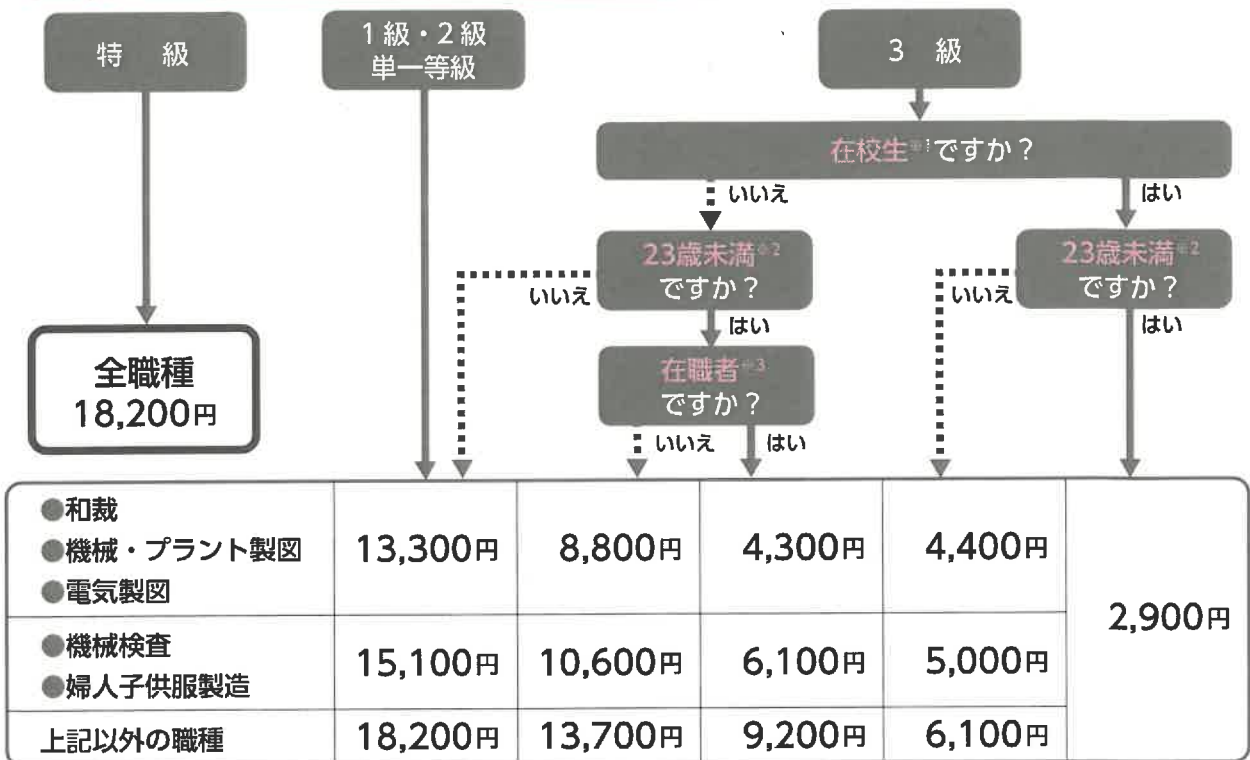 特　級
1級・2級
単一等級
3　級
在校生※1ですか？
いいえ
はい
23歳未満※2
ですか？
23歳未満※2
ですか？
いいえ
はい
いいえ
はい
在職者※3
ですか？
いいえ
はい
全職種
18,200円
●和裁
●機械・プラント製図
●電気製図
13,300円
8,800円
4,300円
4,400円
2,900円
●機械検査
●婦人子供服製造
15,100円
10,600円
6,100円
5,000円
上記以外の職種
18,200円
13,700円
9,200円
6,100円